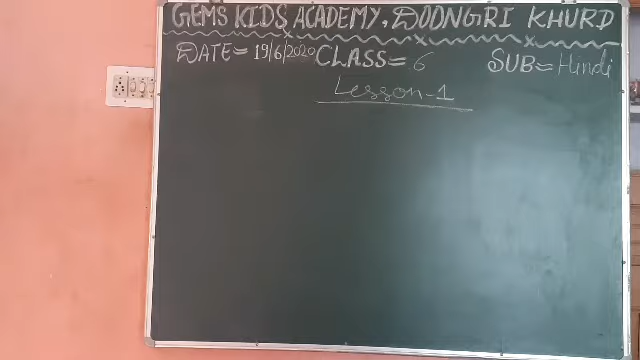 GEMS KIDS ACADEMY, DOONGRI KHURD
DATE= 19/6/2020 CLASS= 6 SUB= Hindi
Lesson-1